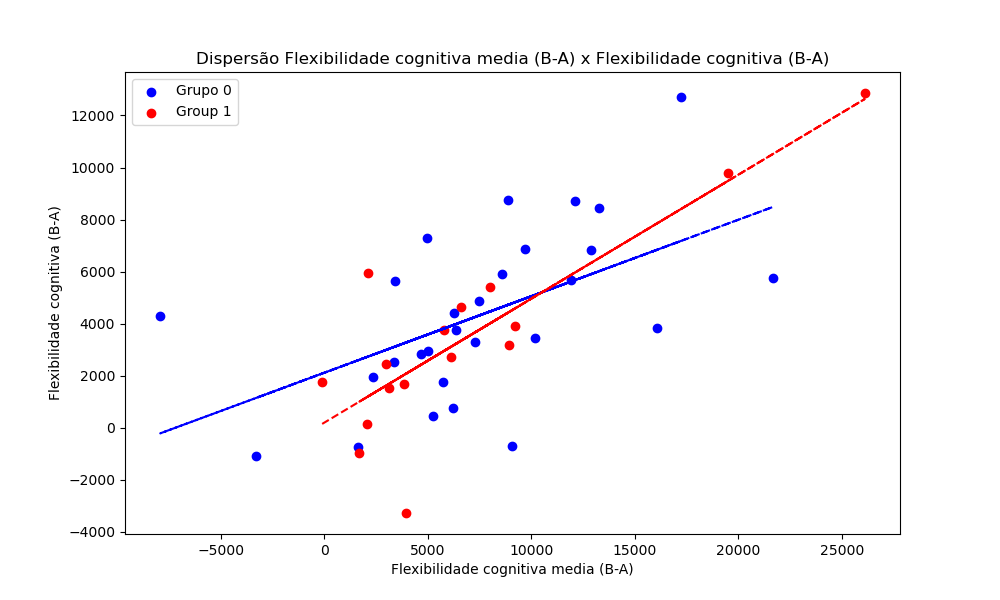 Dispersão Flexibilidade cognitiva media (B-A) x Flexibilidade cognitiva (B-A)
Grupo 0
Group 1
12000
10000
8000
6000
4000
2000
0
−2000
−4000
Flexibilidade cognitiva (B-A)
−5000 0 5000 10000 15000 20000 25000
Flexibilidade cognitiva media (B-A)